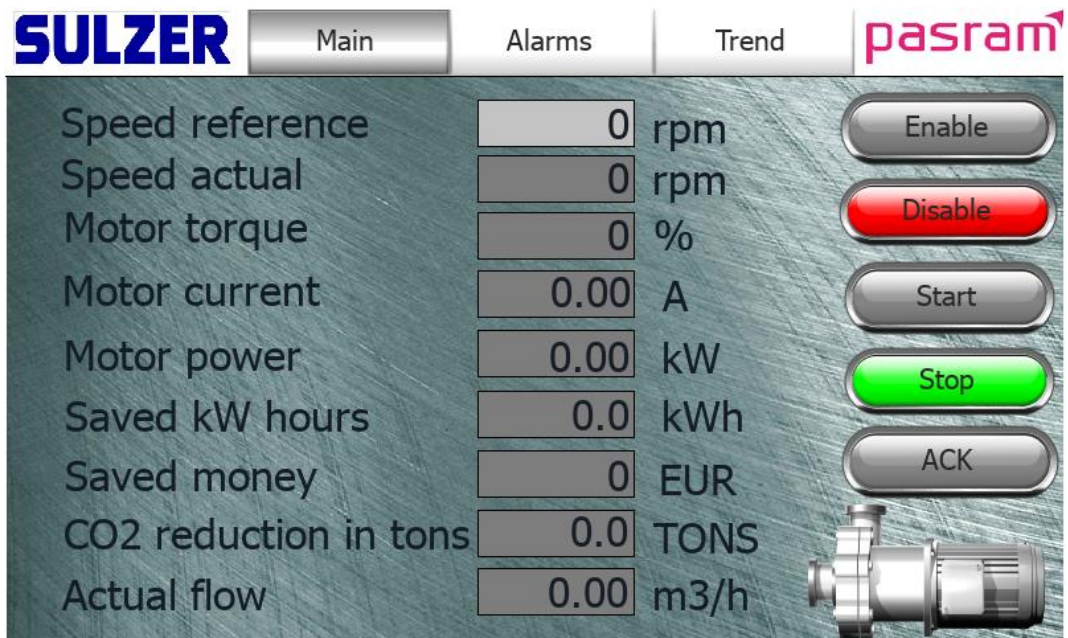 SULZER Main Alarms Trend pasram
Speed reference 0 rpm Enable
Speed actual 0 rpm
Disable
Motor torque 0 %
Motor current 0.00 A Start
Motor power 0.00 kW
Stop
Saved kW hours 0.0 kWh
Saved money 0 EUR ACK
CO2 reduction in tons 0.0 TONS
Actual flow 0.00 m3/h